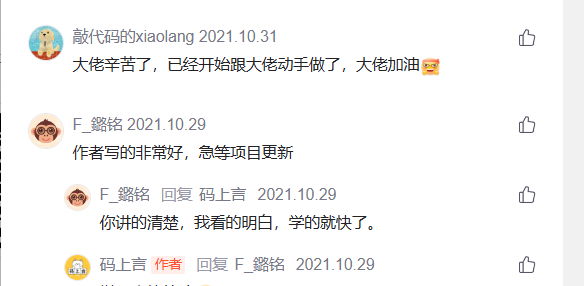 敲代码的xiaolang 2021.10.31
大佬辛苦了，已经开始跟大佬动手做了，大佬加油
F_鏴铭 2021.10.29
作者写的非常好，急等项目更新
F_鏴铭 回复 码上言 2021.10.29
你讲的清楚，我看的明白，学的就快了。
码上言 作者 回复 F_鏴铭 2021.10.29